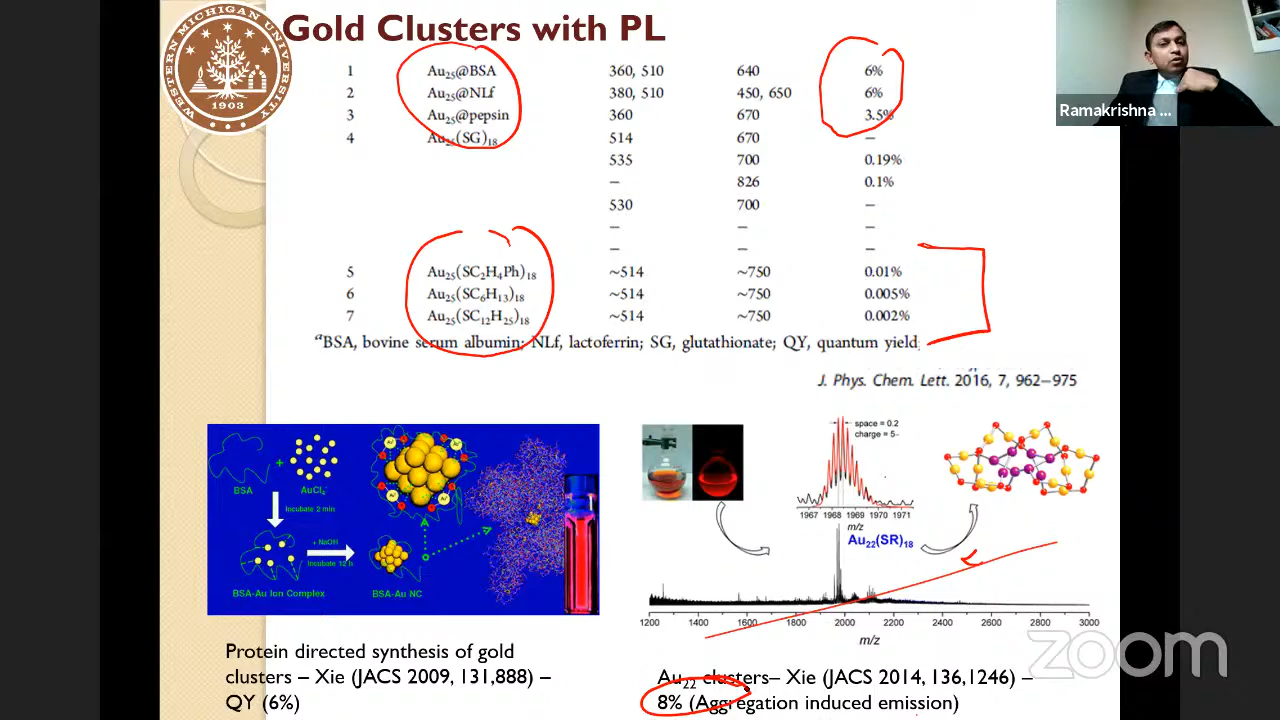 Gold Clusters with PL
WESTERN MICHIGAN UNIVERSITY
1903
Ramakrishna ...
1 Au₂₅@BSA 360, 510 640 6%
2 Au₂₅@NLf 380, 510 450, 650 6%
3 Au₂₅@pepsin 360 670 3.5%
4 Au₂₅(SG)₁₈ 514 670 –
535 700 0.19%
– 826 0.1%
530 700 –
– – –
– – –
5 Au₂₅(SC₂H₄Ph)₁₈ ~514 ~750 0.01%
6 Au₂₅(SC₆H₁₃)₁₈ ~514 ~750 0.005%
7 Au₂₅(SC₁₂H₂₅)₁₈ ~514 ~750 0.002%
ᵃBSA, bovine serum albumin; NLf, lactoferrin; SG, glutathionate; QY, quantum yield;
J. Phys. Chem. Lett. 2016, 7, 962−975
BSA
+
AuCl₄⁻
Incubate 2 min
+ NaOH
Incubate 12 h
BSA-Au Ion Complex
BSA-Au NC
space = 0.2
charge = 5–
1967 1968 1969 1970 1971
m/z
Au₂₂(SR)₁₈
1200 1400 1600 1800 2000 2200 2400 2600 2800 3000
m/z
zoom
Protein directed synthesis of gold
clusters – Xie (JACS 2009, 131,888) –
QY (6%)
Au₂₂ clusters– Xie (JACS 2014, 136,1246) –
8% (Aggregation induced emission)